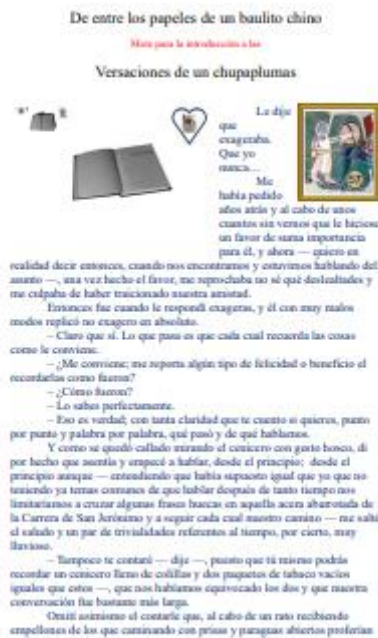 De entre los papeles de un baulito chino
Mota para la introducción a las
Versaciones de un chupaplumas
Le dije
que
exageraba.
Que yo
nunca...
Me
había pedido
años atrás y al cabo de unos
cuantos sin vernos que le hiciese
un favor de suma importancia
para él, y ahora — quiero en
realidad decir entonces, cuando nos encontramos y estuvimos hablando del
asunto —, una vez hecho el favor, me reprochaba no sé qué deslealtades y
me culpaba de haber traicionado nuestra amistad.
Entonces fue cuando le respondí exageras, y él con muy malos
modos replicó no exagero en absoluto.
– Claro que sí. Lo que pasa es que cada cual recuerda las cosas
como le conviene.
– ¿Me conviene; me reporta algún tipo de felicidad o beneficio el
recordarlas como fueron?
– ¿Cómo fueron?
– Lo sabes perfectamente.
– Eso es verdad; con tanta claridad que te cuento si quieres, punto
por punto y palabra por palabra, qué pasó y de qué hablamos.
Y como se quedó callado mirando el cenicero con gesto hosco, di
por hecho que asentía y empecé a hablar, desde el principio; desde el
principio aunque — entendiendo que había supuesto igual que yo que no
teniendo ya temas comunes de que hablar después de tanto tiempo nos
limitaríamos a cruzar algunas frases huecas en aquella acera abarrotada de
la Carrera de San Jerónimo y a seguir cada cual nuestro camino — me salté
el saludo y un par de trivialidades referentes al tiempo, por cierto, muy
lluvioso.
– Tampoco te contaré — dije —, puesto que tú mismo podrás
recordar un cenicero lleno de colillas y dos paquetes de tabaco vacíos
iguales que estos —, que nos habíamos equivocado los dos y que nuestra
conversación fue bastante más larga.
Omití asimismo el contarle que, al cabo de un rato recibiendo
empellones de los que caminando con prisas y paraguas abiertos proferían